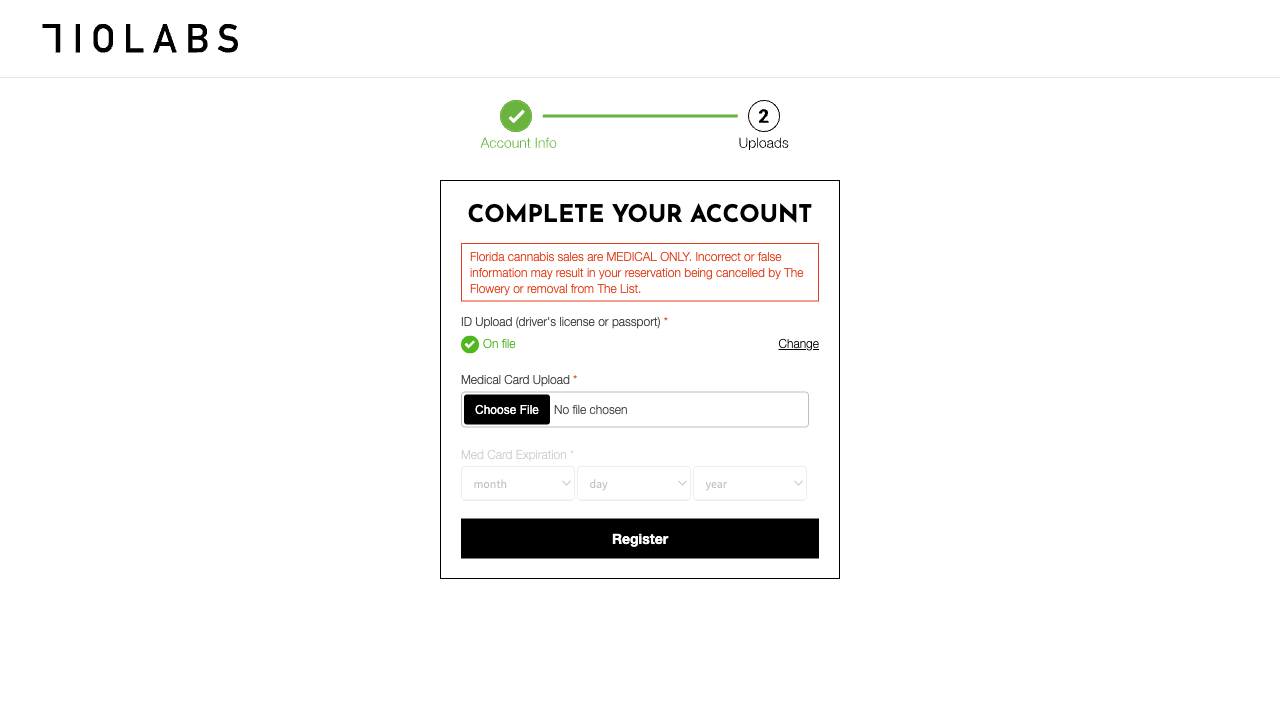 710LABS
2
Account Info
Uploads
COMPLETE YOUR ACCOUNT
Florida cannabis sales are MEDICAL ONLY. Incorrect or false
information may result in your reservation being cancelled by The
Flowery or removal from The List.
ID Upload (driver's license or passport) *
On file
Change
Medical Card Upload *
Choose File No file chosen
Med Card Expiration *
month day year
Register